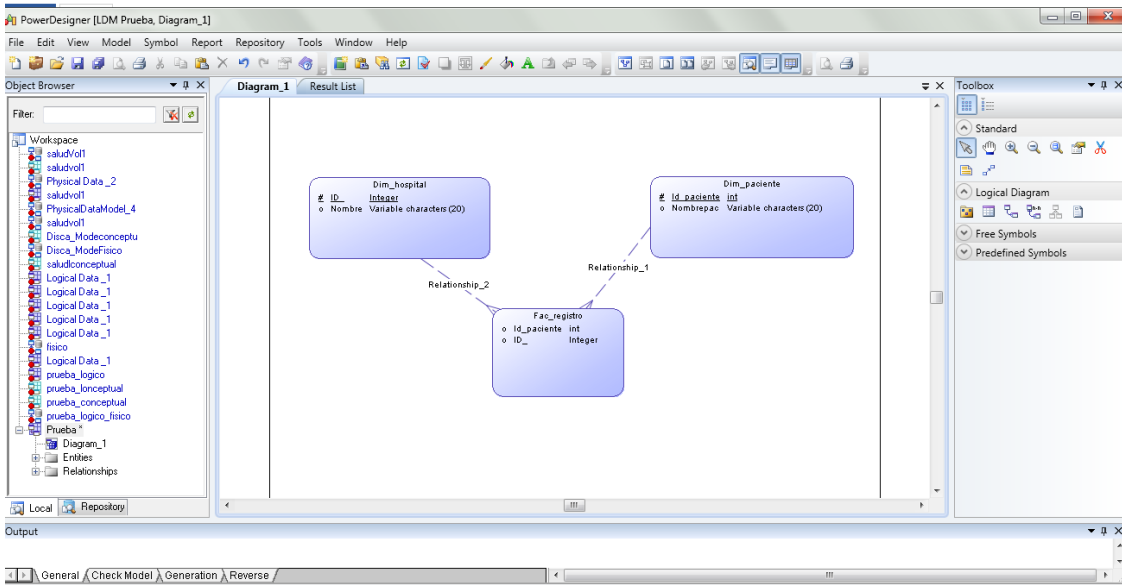 PowerDesigner [LDM Prueba, Diagram_1]
File Edit View Model Symbol Report Repository Tools Window Help
Object Browser
Filter:
Workspace
saludVol1
saludvol1
Physical Data _2
saludvol1
PhysicalDataModel_4
saludvol1
Disca_Modeconceptu
Disca_ModeFisico
saludlconceptual
Logical Data _1
Logical Data _1
Logical Data _1
Logical Data _1
Logical Data _1
fisico
Logical Data _1
prueba_logico
prueba_lonceptual
prueba_conceptual
prueba_logico_fisico
Prueba *
Diagram_1
Entities
Relationships
Local Repository
Diagram_1 Result List
Dim_hospital
# ID_ Integer
o Nombre Variable characters (20)
Dim_paciente
# Id_paciente int
o Nombrepac Variable characters (20)
Relationship_1
Relationship_2
Fac_registro
o Id_paciente int
o ID_ Integer
Toolbox
Standard
Logical Diagram
Free Symbols
Predefined Symbols
Output
General Check Model Generation Reverse